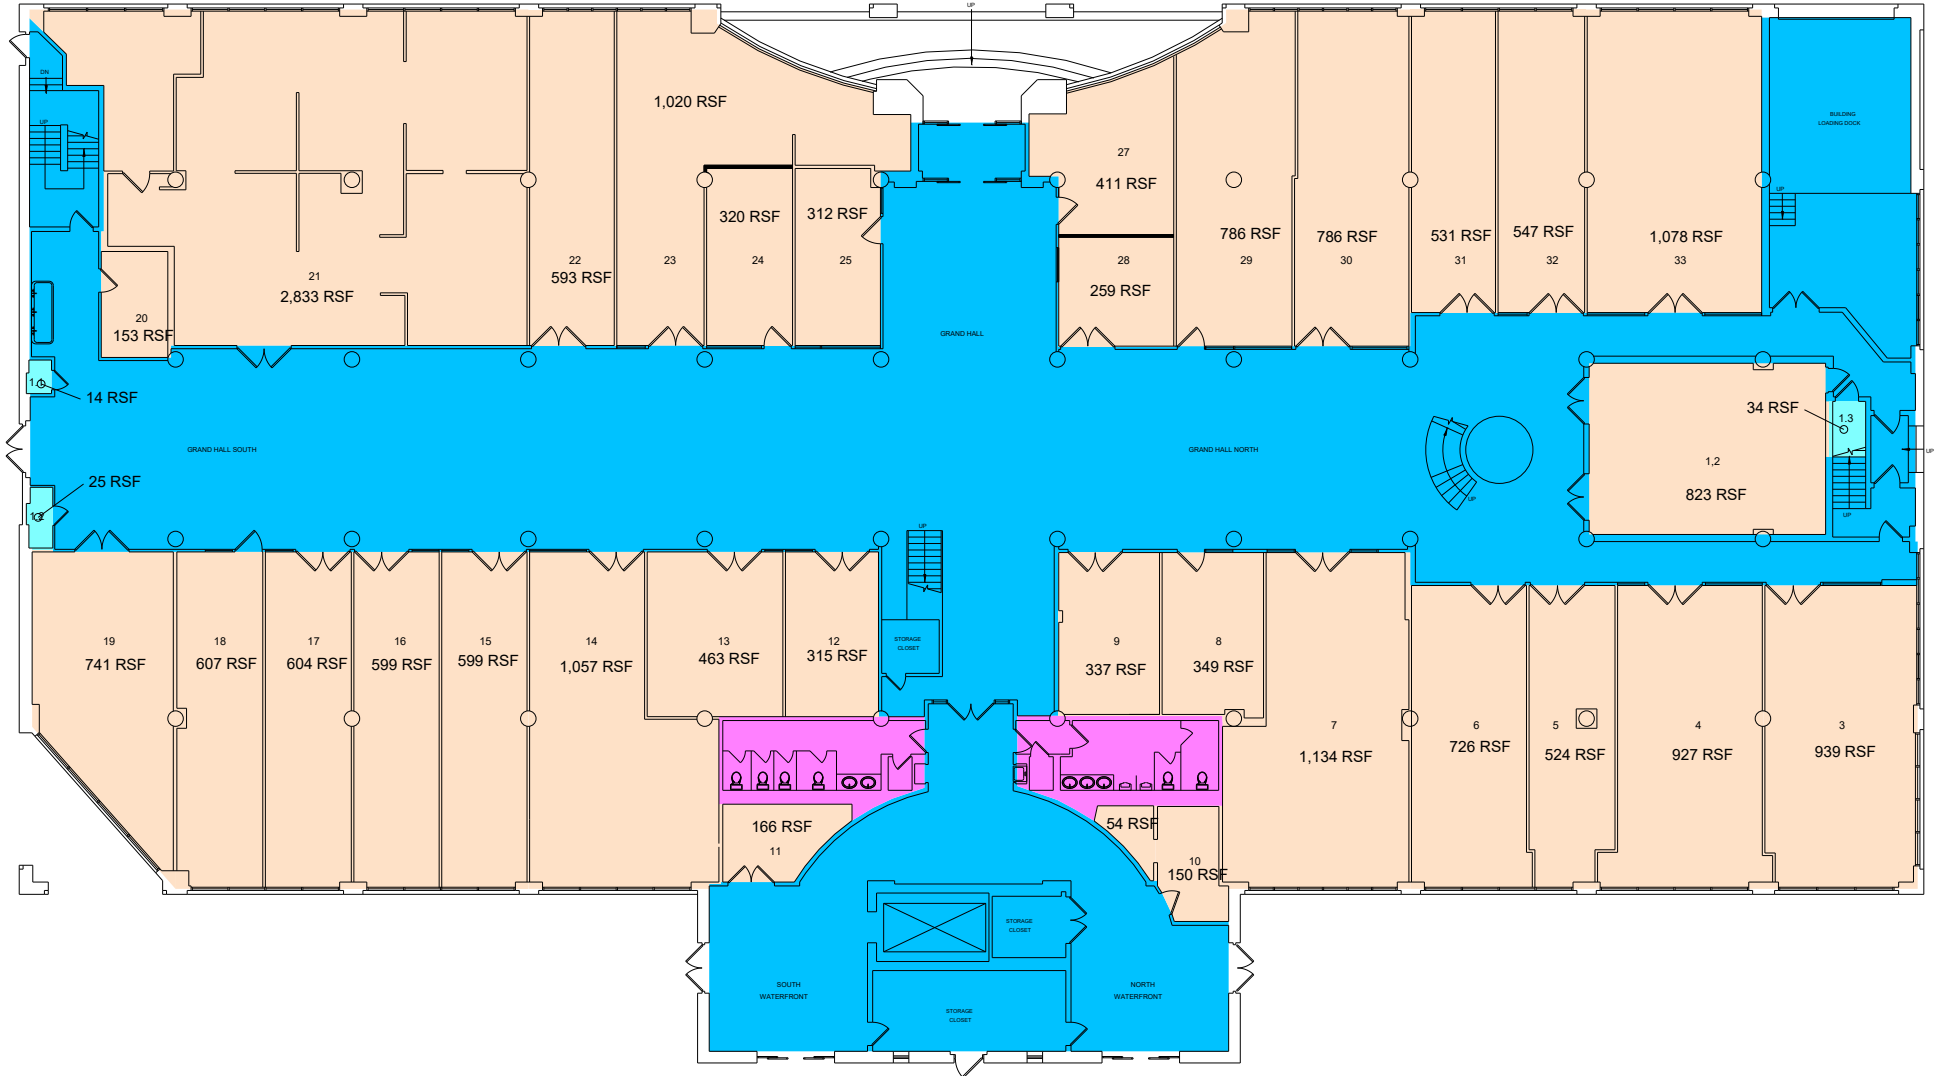 UP
DN
UP
1,020 RSF
BUILDING
LOADING DOCK
27
411 RSF
UP
320 RSF
312 RSF
786 RSF
786 RSF
531 RSF
547 RSF
1,078 RSF
21
2,833 RSF
22
593 RSF
23
24
25
28
259 RSF
29
30
31
32
33
20
153 RSF
GRAND HALL
14 RSF
34 RSF
1.3
GRAND HALL SOUTH
GRAND HALL NORTH
UP
1,2
823 RSF
25 RSF
1.2
UP
UP
UP
19
741 RSF
18
607 RSF
17
604 RSF
16
599 RSF
15
599 RSF
14
1,057 RSF
13
463 RSF
12
315 RSF
STORAGE
CLOSET
9
337 RSF
8
349 RSF
7
1,134 RSF
6
726 RSF
5
524 RSF
4
927 RSF
3
939 RSF
166 RSF
11
54 RSF
10
150 RSF
STORAGE
CLOSET
SOUTH
WATERFRONT
NORTH
WATERFRONT
STORAGE
CLOSET